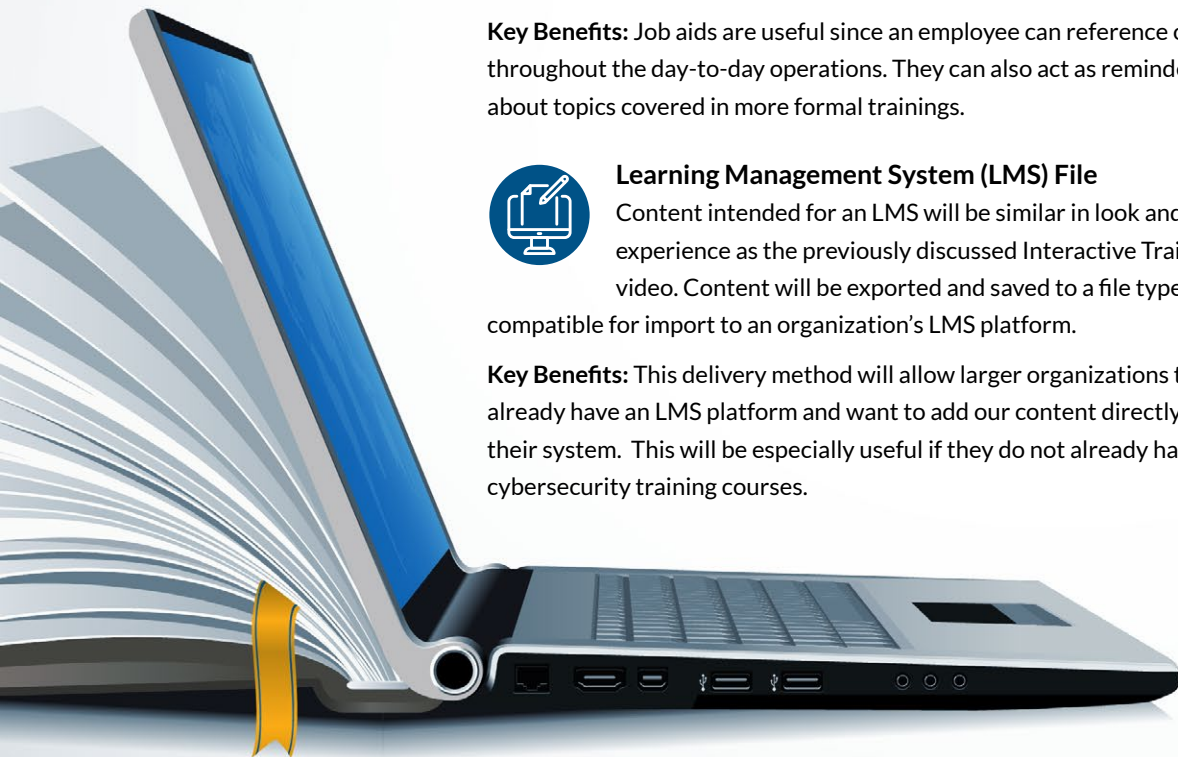 Key Benefits: Job aids are useful since an employee can reference
throughout the day-to-day operations. They can also act as
about topics covered in more formal trainings.
Learning Management System (LMS) File
Content intended for an LMS will be similar in look and
experience as the previously discussed Interactive
video. Content will be exported and saved to a file type
compatible for import to an organization's LMS platform.
Key Benefits: This delivery method will allow larger organizations
already have an LMS platform and want to add our content directly
their system.  This will be especially useful if they do not already
cybersecurity training courses.